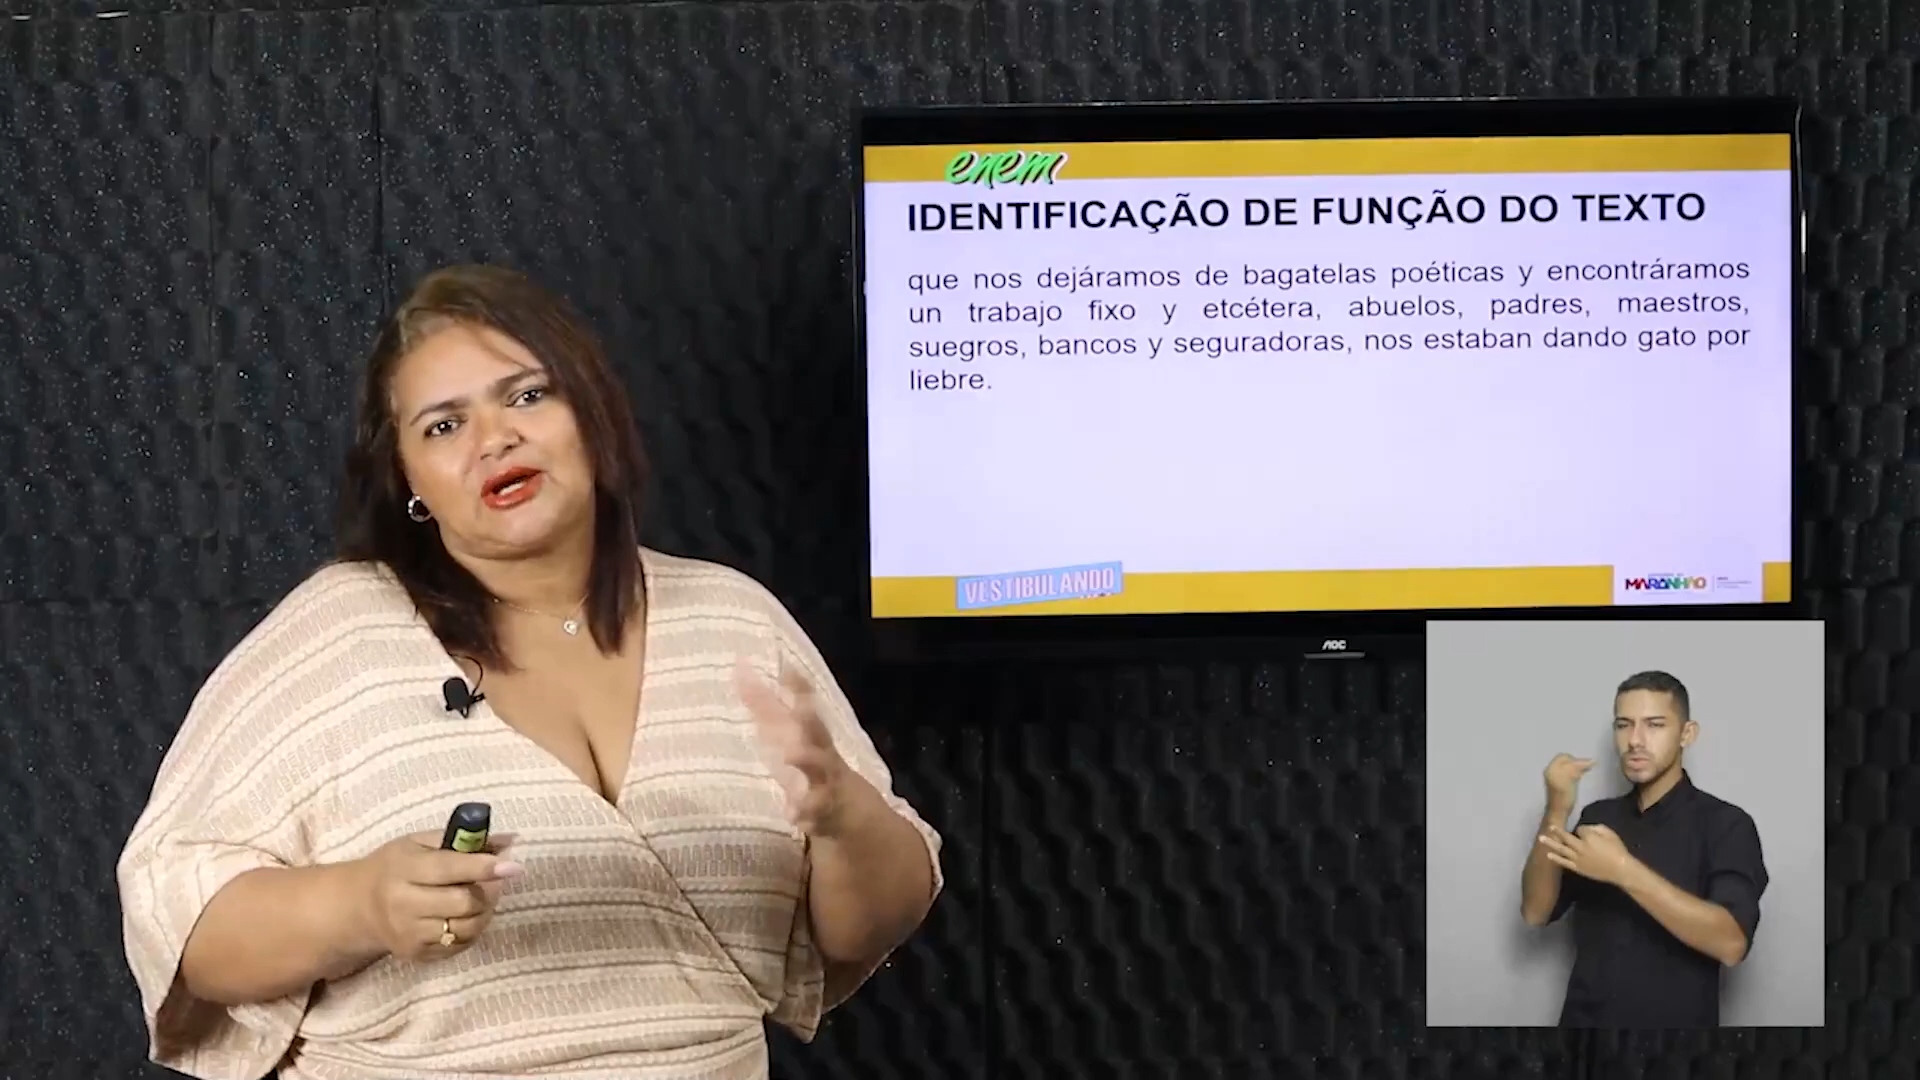 enem
IDENTIFICAÇÃO DE FUNÇÃO DO TEXTO
que nos dejáramos de bagatelas poéticas y encontráramos
un trabajo fixo y etcétera, abuelos, padres, maestros,
suegros, bancos y seguradoras, nos estaban dando gato por
liebre.
VESTIBULANDO
MARANHÃO
AOC